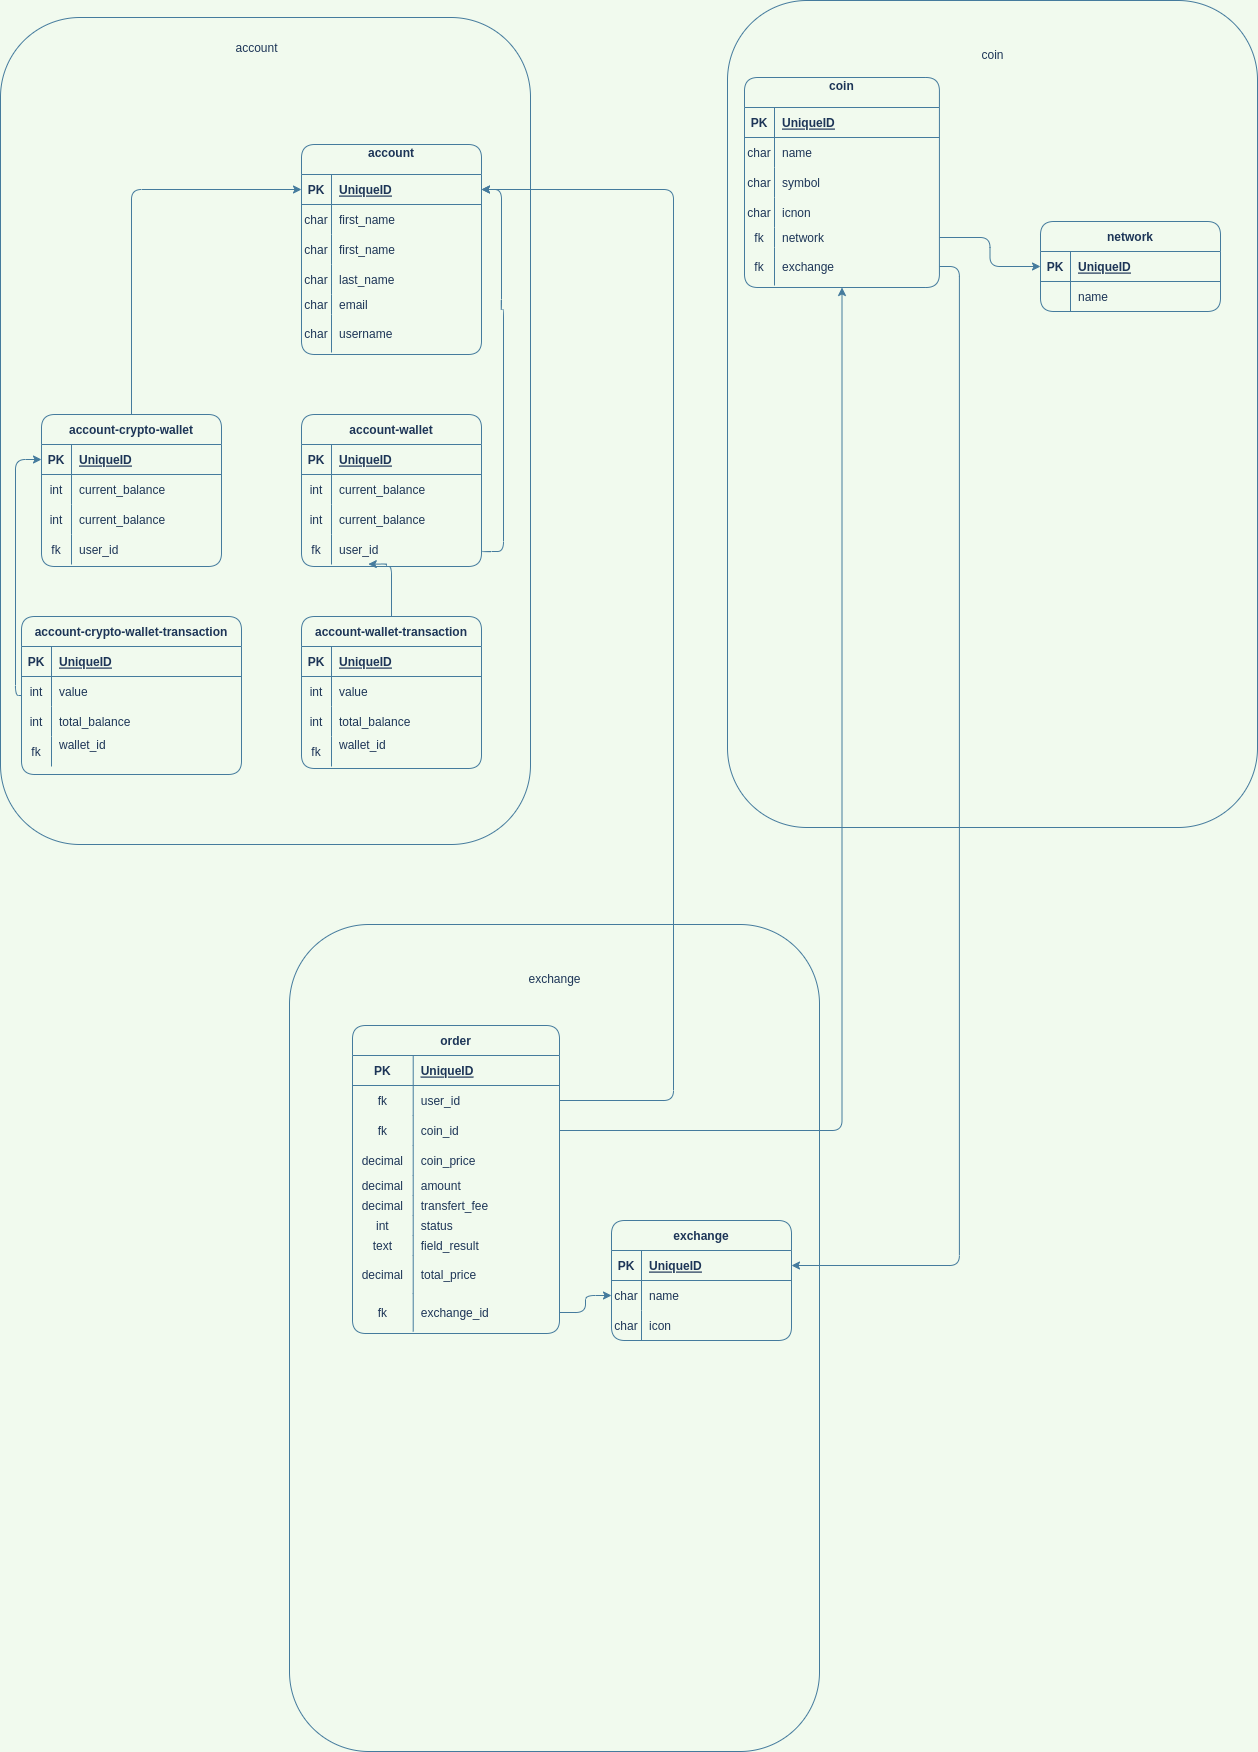 account
account
PK UniqueID
char first_name
char first_name
char last_name
char email
char username
account-crypto-wallet
PK UniqueID
int current_balance
int current_balance
fk user_id
account-wallet
PK UniqueID
int current_balance
int current_balance
fk user_id
account-crypto-wallet-transaction
PK UniqueID
int value
int total_balance
fk wallet_id
account-wallet-transaction
PK UniqueID
int value
int total_balance
fk wallet_id
coin
coin
PK UniqueID
char name
char symbol
char icnon
fk network
fk exchange
network
PK UniqueID
name
exchange
order
PK UniqueID
fk user_id
fk coin_id
decimal coin_price
decimal amount
decimal transfert_fee
int status
text field_result
decimal total_price
fk exchange_id
exchange
PK UniqueID
char name
char icon